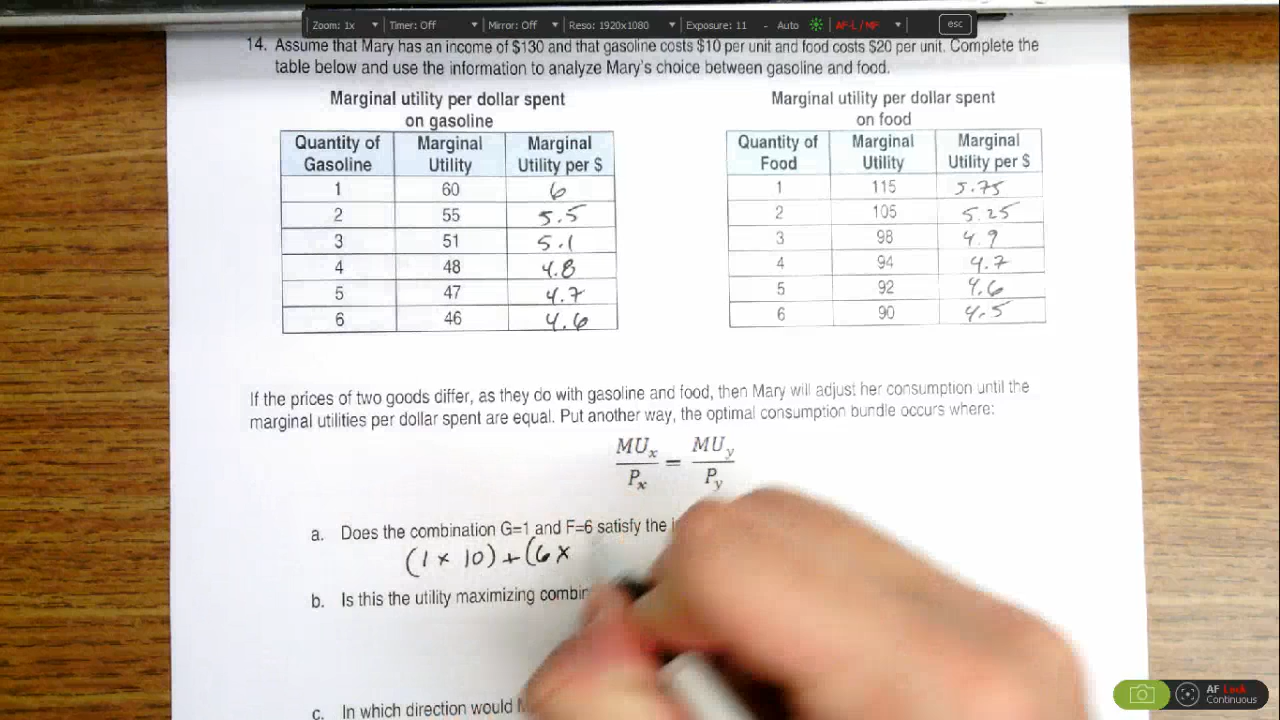 Zoom: 1x Timer: Off Mirror: Off Reso: 1920x1080 Exposure: 11 - Auto AF-L / MF esc
14. Assume that Mary has an income of $130 and that gasoline costs $10 per unit and food costs $20 per unit. Complete the
table below and use the information to analyze Mary's choice between gasoline and food.
Marginal utility per dollar spent
on gasoline
Quantity of Gasoline Marginal Utility Marginal Utility per $
1 60 6
2 55 5.5
3 51 5.1
4 48 4.8
5 47 4.7
6 46 4.6
Marginal utility per dollar spent
on food
Quantity of Food Marginal Utility Marginal Utility per $
1 115 5.75
2 105 5.25
3 98 4.9
4 94 4.7
5 92 4.6
6 90 4.5
If the prices of two goods differ, as they do with gasoline and food, then Mary will adjust her consumption until the
marginal utilities per dollar spent are equal. Put another way, the optimal consumption bundle occurs where:
MUx/Px = MUy/Py
a. Does the combination G=1 and F=6 satisfy the
(1 × 10) + (6 ×
b. Is this the utility maximizing
c. In which direction would
AF Lock
Continuous